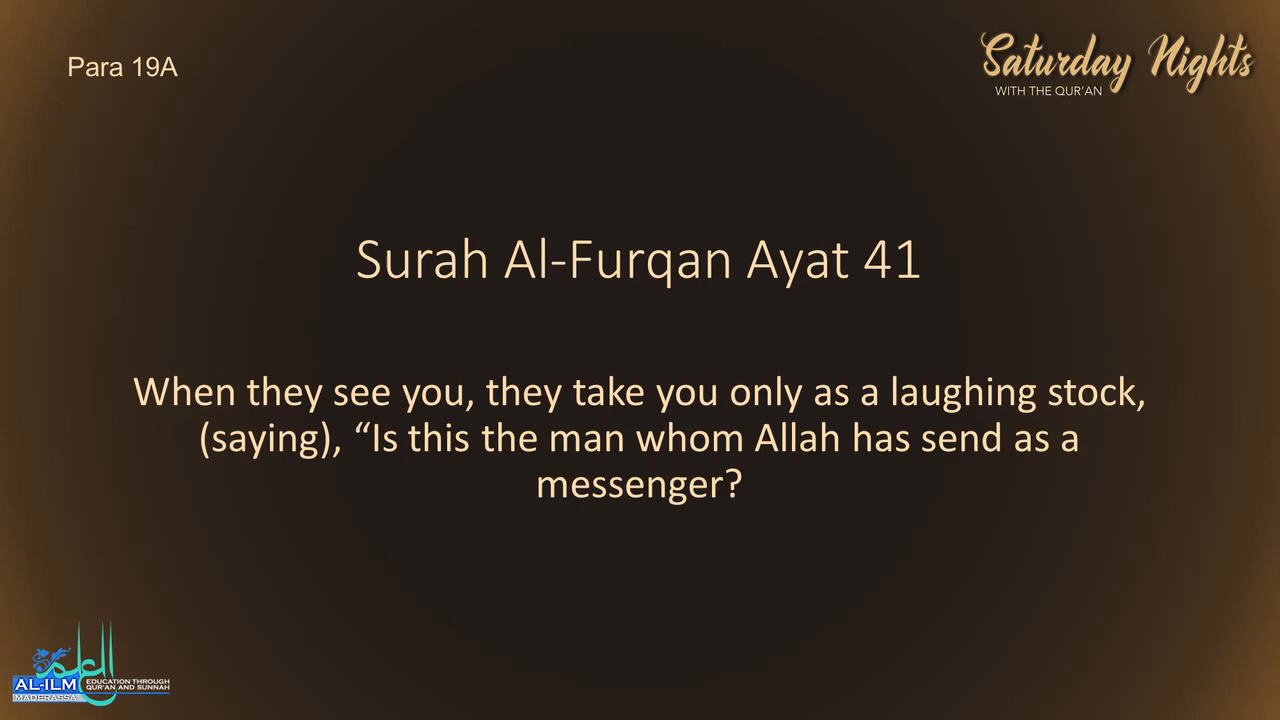 Para 19A
Saturday Nights
WITH THE QUR'AN
Surah Al-Furqan Ayat 41
When they see you, they take you only as a laughing stock,
(saying), “Is this the man whom Allah has send as a
messenger?
العلم
AL-ILM
MADERASSA
EDUCATION THROUGH
QUR'AN AND SUNNAH